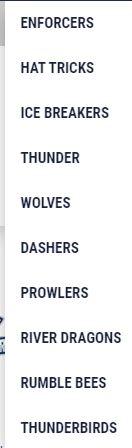 ENFORCERS
HAT TRICKS
ICE BREAKERS
THUNDER
WOLVES
DASHERS
PROWLERS
RIVER DRAGONS
RUMBLE BEES
THUNDERBIRDS